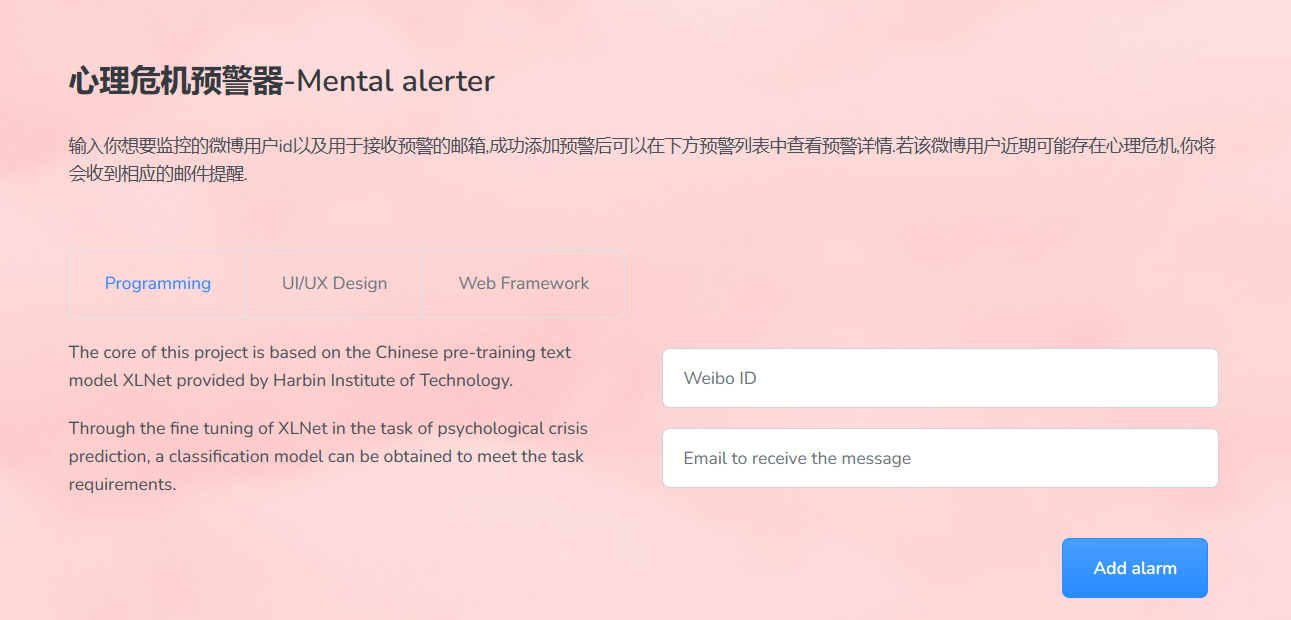 心理危机预警器-Mental alerter
输入你想要监控的微博用户id以及用于接收预警的邮箱,成功添加预警后可以在下方预警列表中查看预警详情.若该微博用户近期可能存在心理危机,你将
会收到相应的邮件提醒.
Programming UI/UX Design Web Framework
The core of this project is based on the Chinese pre-training text
model XLNet provided by Harbin Institute of Technology.
Through the fine tuning of XLNet in the task of psychological crisis
prediction, a classification model can be obtained to meet the task
requirements.
Weibo ID
Email to receive the message
Add alarm